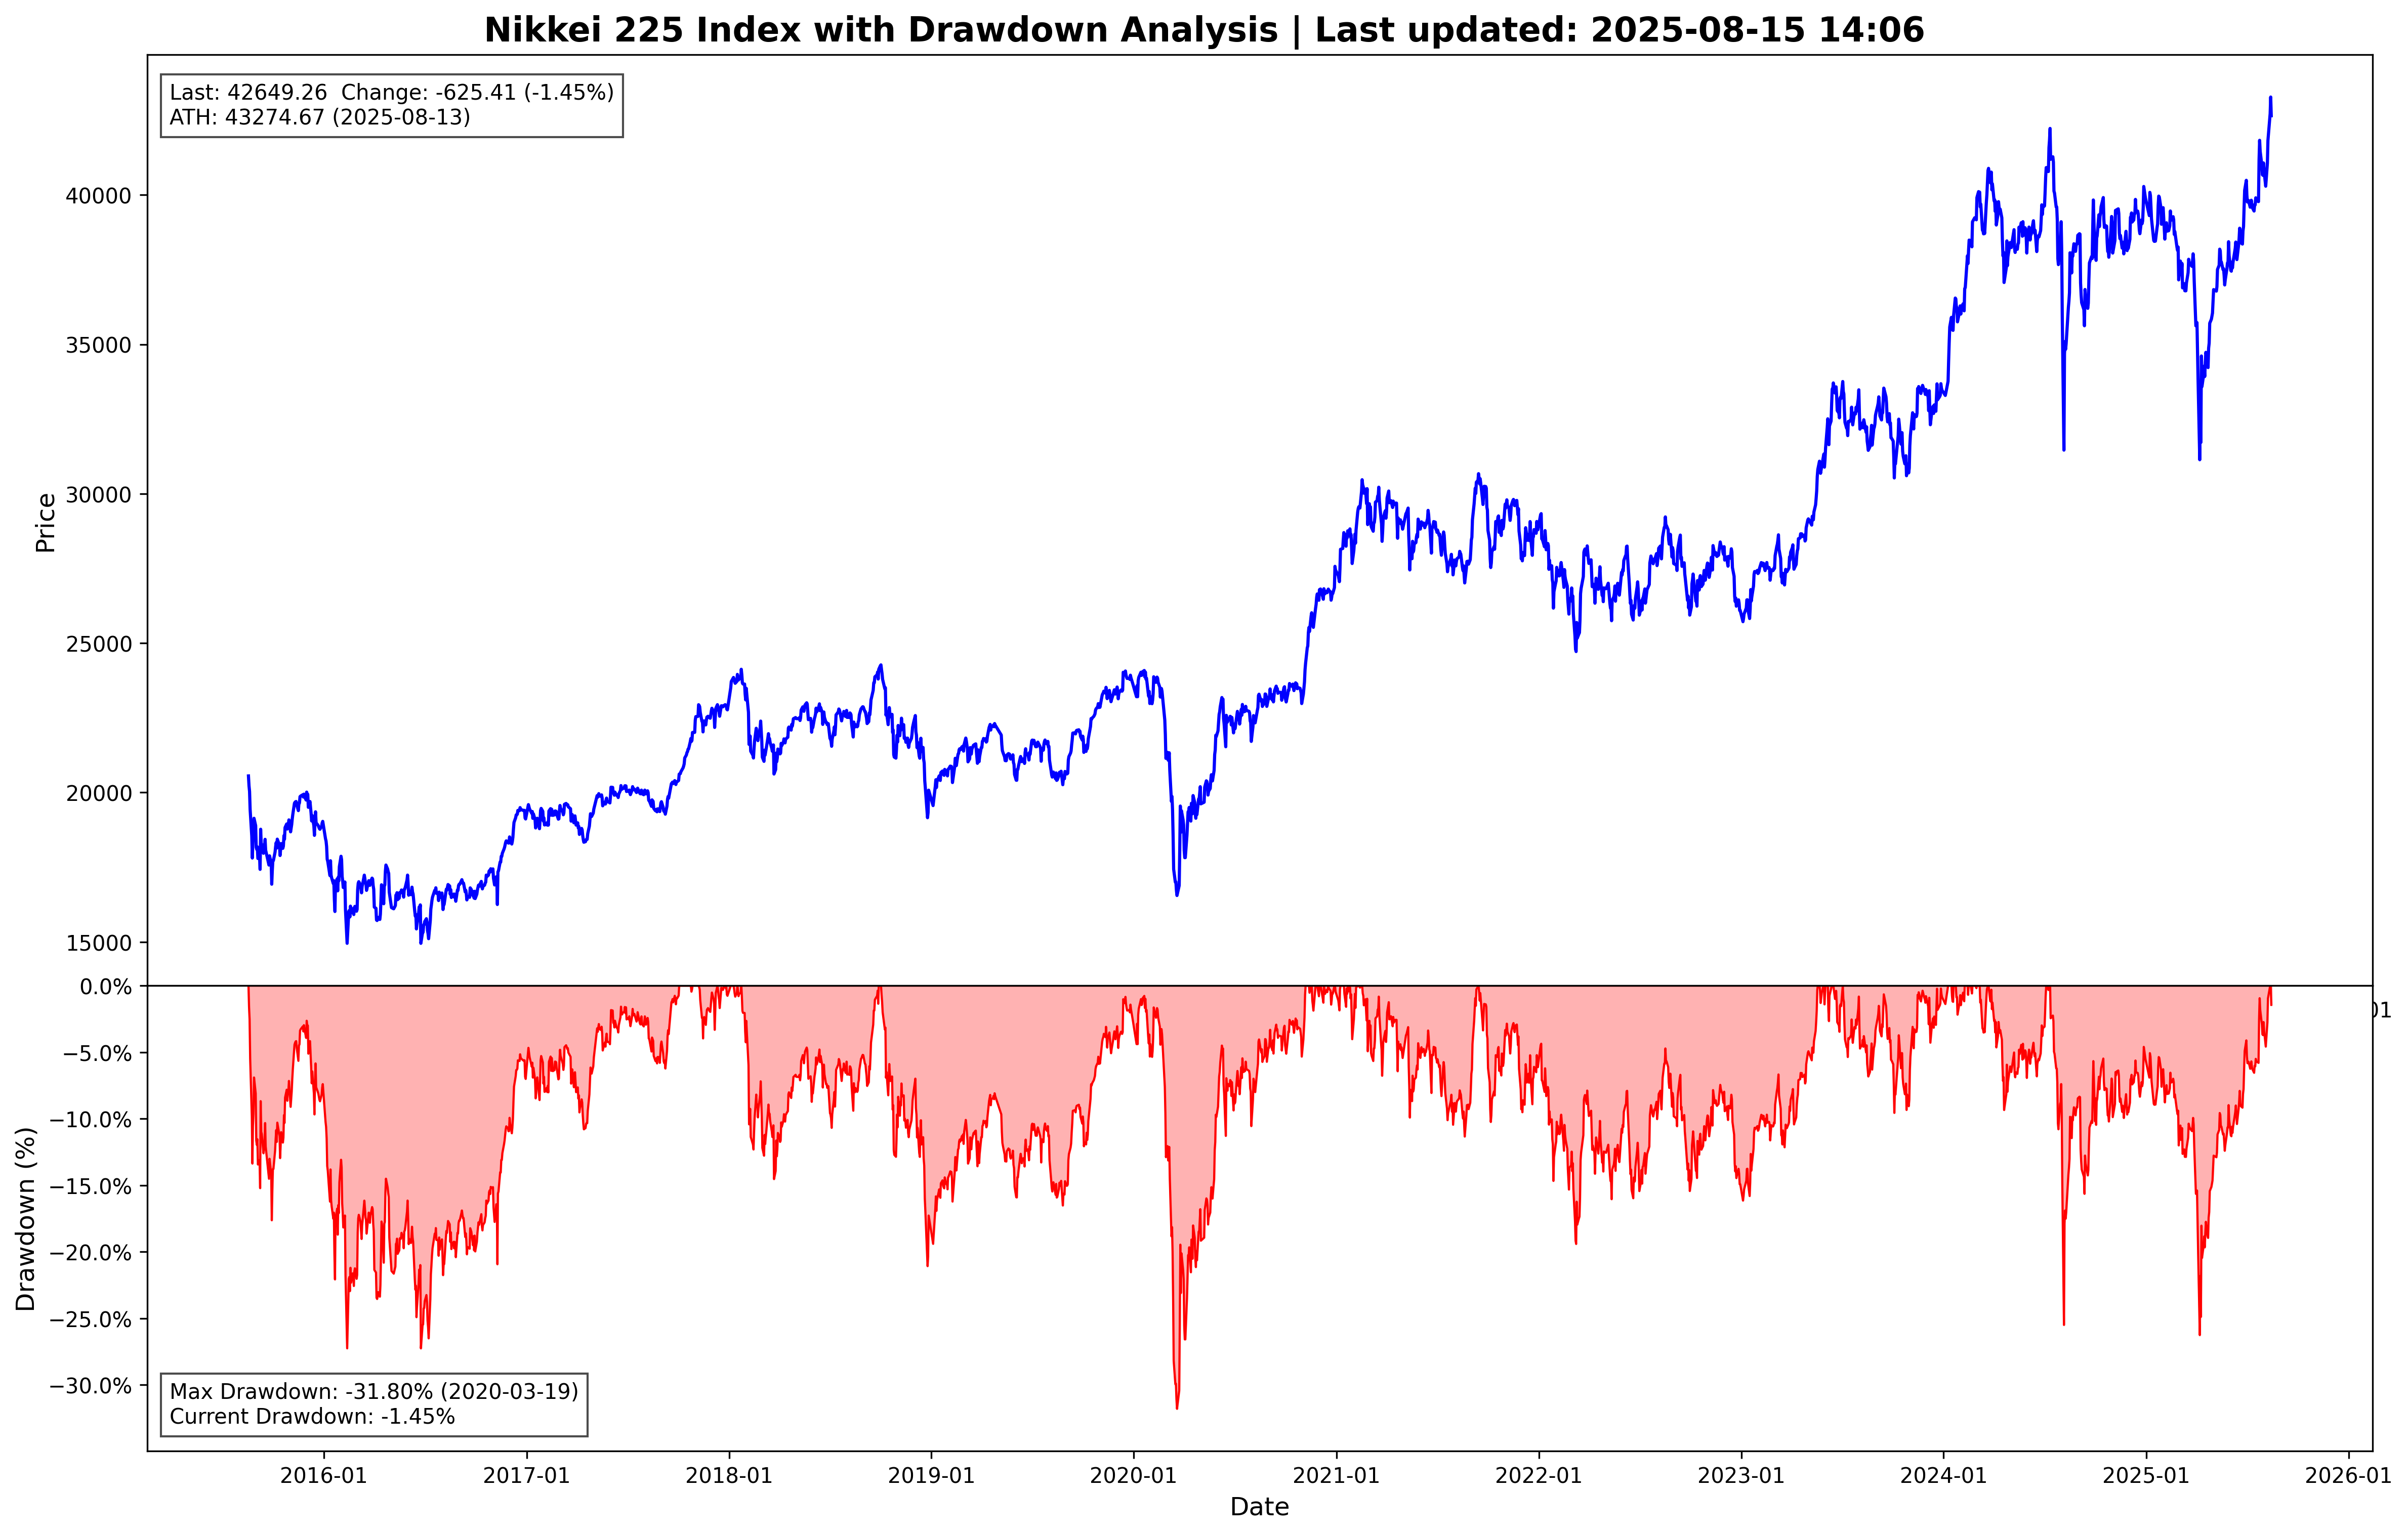 Nikkei 225 Index with Drawdown Analysis | Last updated: 2025-08-15 14:06
Last: 42649.26  Change: -625.41 (-1.45%)
ATH: 43274.67 (2025-08-13)
Price
40000
35000
30000
25000
20000
15000
01
Drawdown (%)
0.0%
−5.0%
−10.0%
−15.0%
−20.0%
−25.0%
−30.0%
Max Drawdown: -31.80% (2020-03-19)
Current Drawdown: -1.45%
2016-01 2017-01 2018-01 2019-01 2020-01 2021-01 2022-01 2023-01 2024-01 2025-01 2026-01
Date